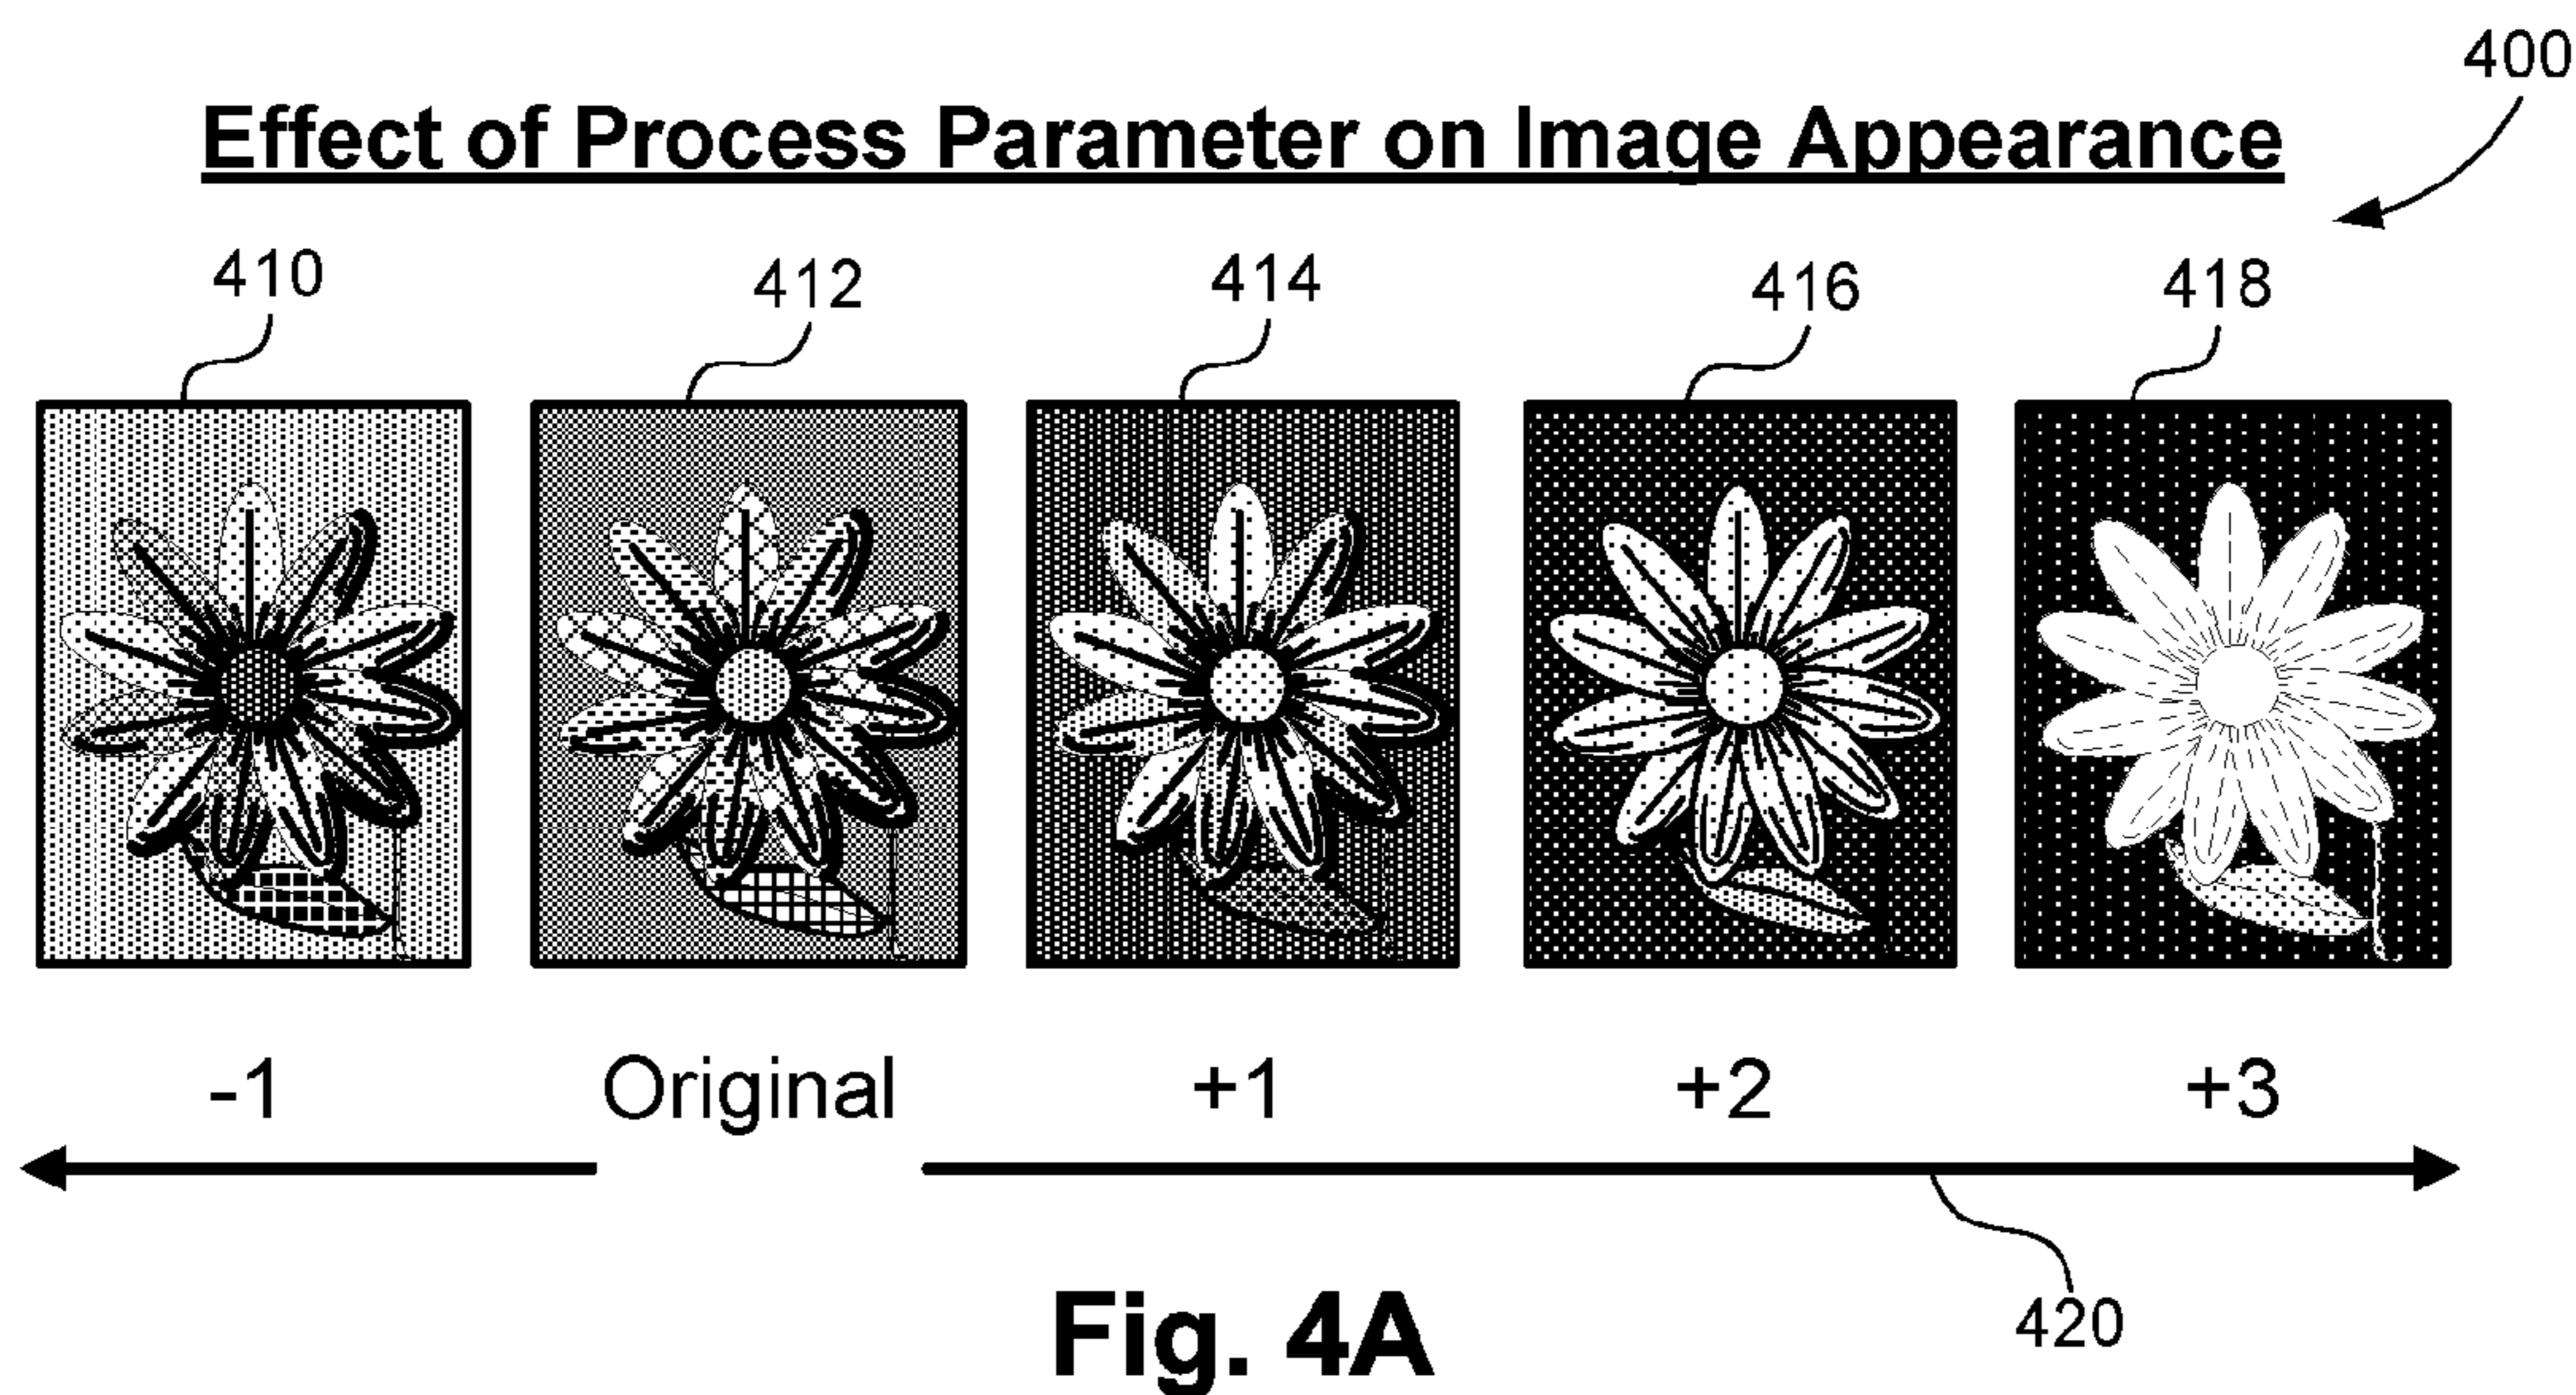 400
Effect of Process Parameter on Image Appearance
410 412 414 416 418
-1 Original +1 +2 +3
420
Fig. 4A